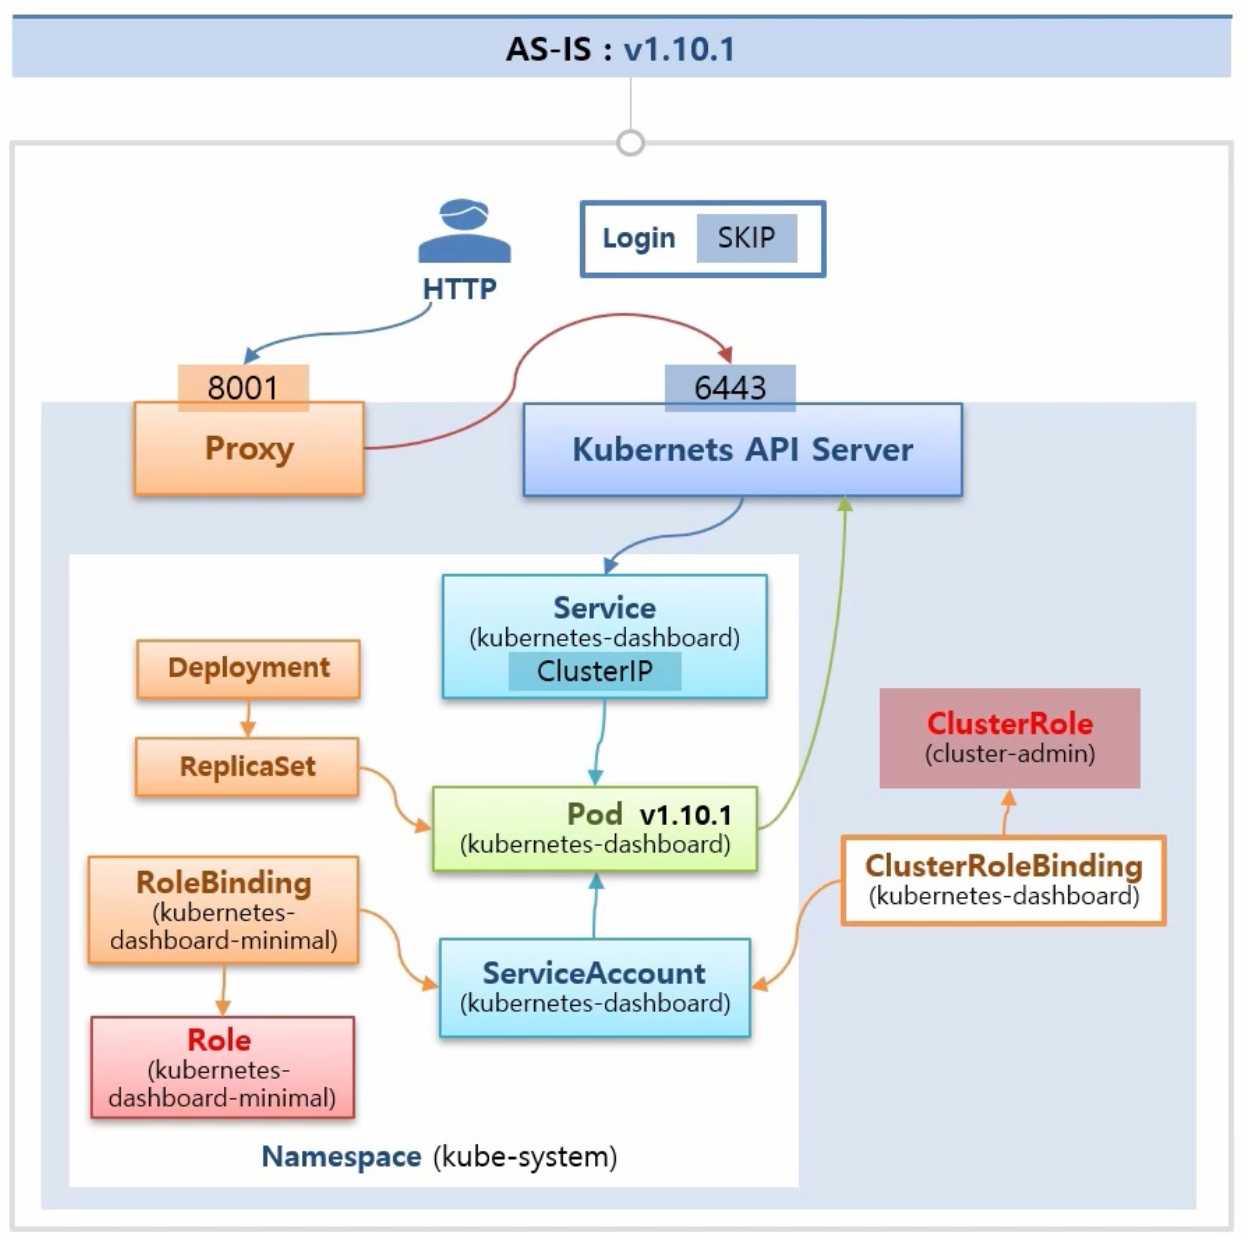 AS-IS : v1.10.1
HTTP
Login SKIP
8001
Proxy
6443
Kubernets API Server
Service
(kubernetes-dashboard)
ClusterIP
Deployment
ReplicaSet
Pod v1.10.1
(kubernetes-dashboard)
ClusterRole
(cluster-admin)
ClusterRoleBinding
(kubernetes-dashboard)
RoleBinding
(kubernetes-
dashboard-minimal)
ServiceAccount
(kubernetes-dashboard)
Role
(kubernetes-
dashboard-minimal)
Namespace (kube-system)